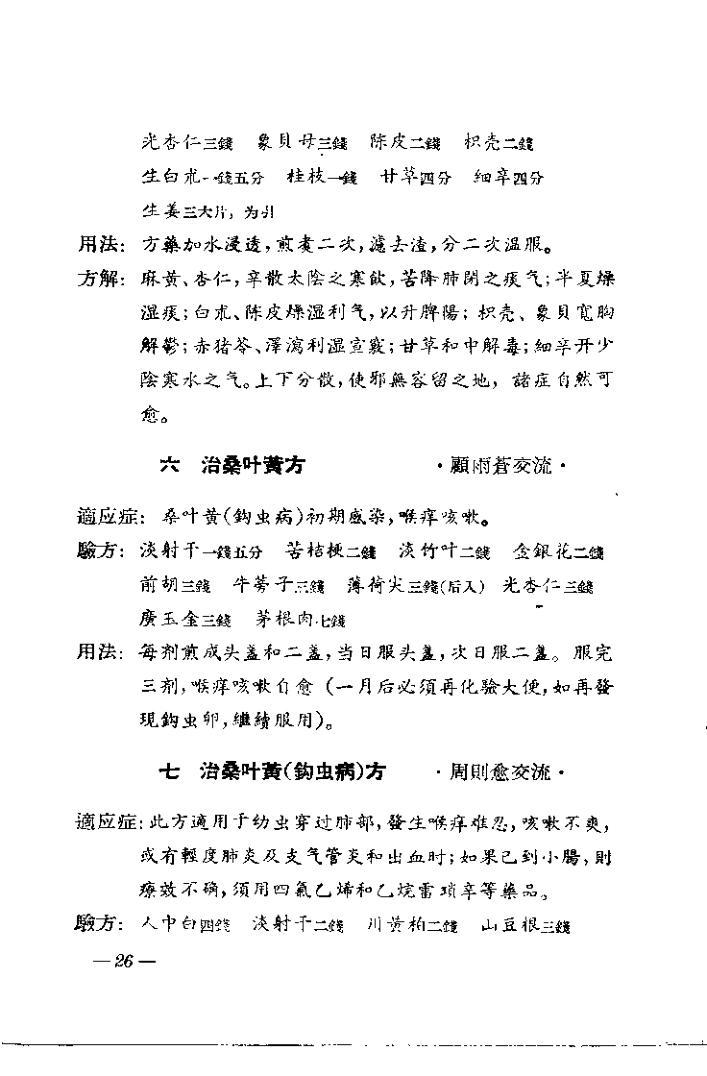 光杏仁三錢　象貝母三錢　陈皮二錢　枳壳二錢
生白朮一錢五分　桂枝一錢　甘草四分　細辛四分
生姜三大片，为引
用法：方藥加水浸透，煎煑二次，濾去渣，分二次温服。
方解：麻黄、杏仁，辛散太陰之寒飲，苦降肺閉之痰气；半夏燥
湿痰；白朮、陈皮燥湿利气，以升脾陽；枳壳、象貝寬胸
解鬱；赤猪苓、澤瀉利湿宣竅；甘草和中解毒；細辛开少
陰寒水之气。上下分散，使邪無容留之地，諸症自然可
愈。
六　治桑叶黃方　·顧雨蒼交流·
適应症：桑叶黄(鈎虫病)初期感染，喉痒咳嗽。
驗方：淡射干一錢五分　苦桔梗二錢　淡竹叶二錢　金銀花二錢
前胡三錢　牛蒡子三錢　薄荷尖三錢(后入)　光杏仁三錢
廣玉金三錢　茅根肉七錢
用法：每剂煎成头盖和二盖，当日服头盖，次日服二盖。服完
三剂，喉痒咳嗽自愈（一月后必須再化驗大便，如再發
現鈎虫卵，繼續服用)。
七　治桑叶黃(鈎虫病)方　·周則愈交流·
適应症：此方適用于幼虫穿过肺部，發生喉痒难忍，咳嗽不爽，
或有輕度肺炎及支气管炎和出血时；如果已到小腸，則
療效不确，須用四氯乙烯和乙烷雷琐辛等藥品。
驗方：人中白四錢　淡射干二錢　川黄柏二錢　山豆根三錢
—26—